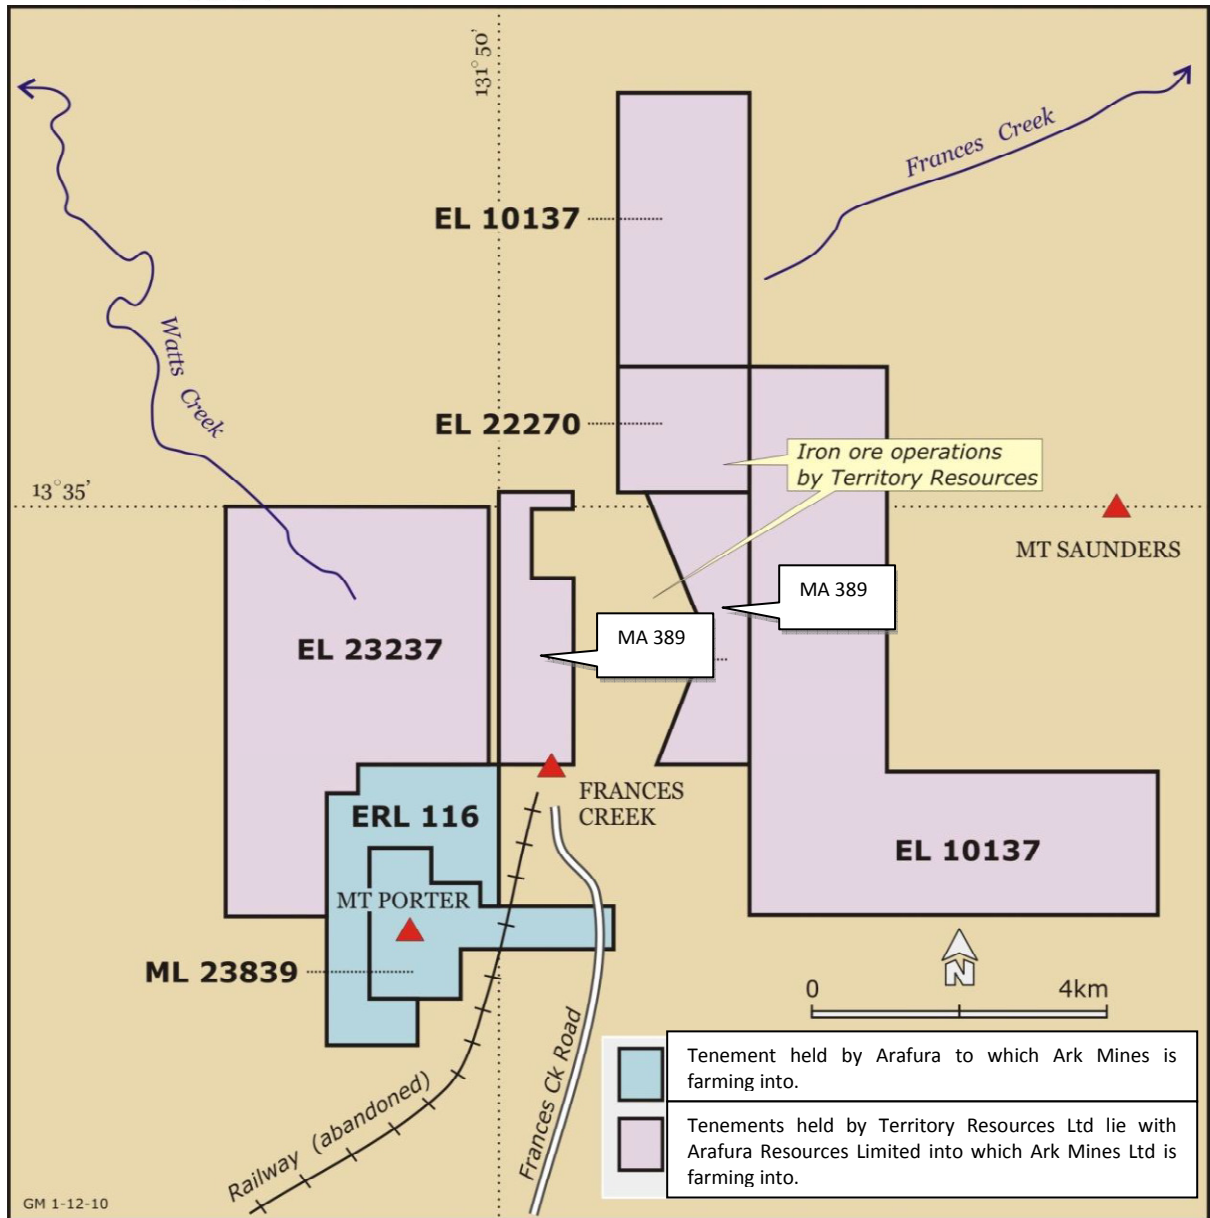 131°50'
Frances Creek
EL 10137
Watts Creek
EL 22270
Iron ore operations
by Territory Resources
13°35'
MT SAUNDERS
MA 389
MA 389
EL 23237
FRANCES
CREEK
ERL 116
EL 10137
MT PORTER
ML 23839
N
0 4km
Frances Ck Road
Railway (abandoned)
Tenement held by Arafura to which Ark Mines is
farming into.
Tenements held by Territory Resources Ltd lie with
Arafura Resources Limited into which Ark Mines Ltd is
farming into.
GM 1-12-10